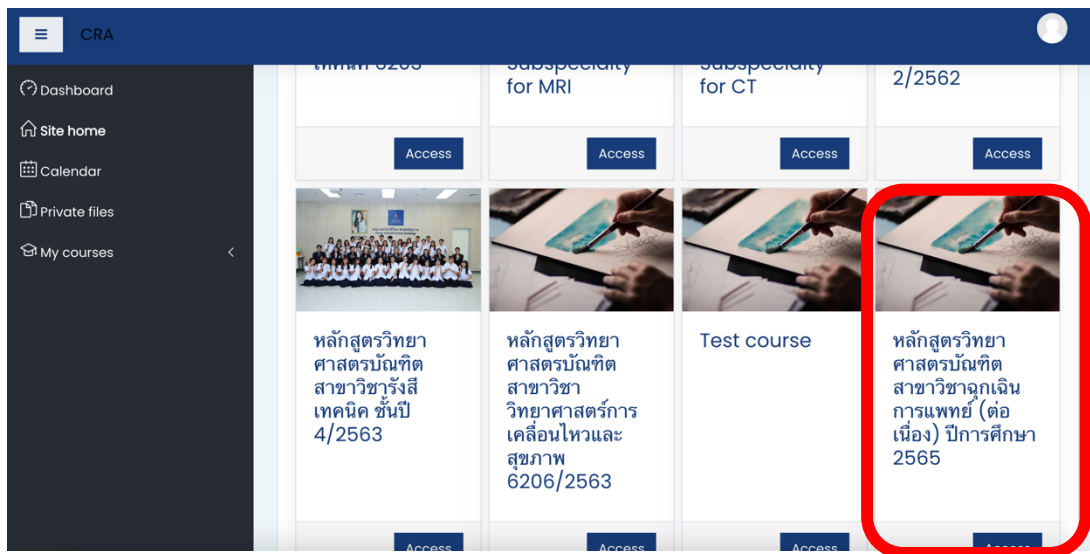 CRA
Dashboard
Site home
Calendar
Private files
My courses
for MRI
for CT
2/2562
Access
Access
Access
Access
หลักสูตรวิทยา
ศาสตรบัณฑิต
สาขาวิชารังสี
เทคนิค ชั้นปี
4/2563
หลักสูตรวิทยา
ศาสตรบัณฑิต
สาขาวิชา
วิทยาศาสตร์การ
เคลื่อนไหวและ
สุขภาพ
6206/2563
Test course
หลักสูตรวิทยา
ศาสตรบัณฑิต
สาขาวิชาฉุกเฉิน
การแพทย์ (ต่อ
เนื่อง) ปีการศึกษา
2565
Access
Access
Access
Access